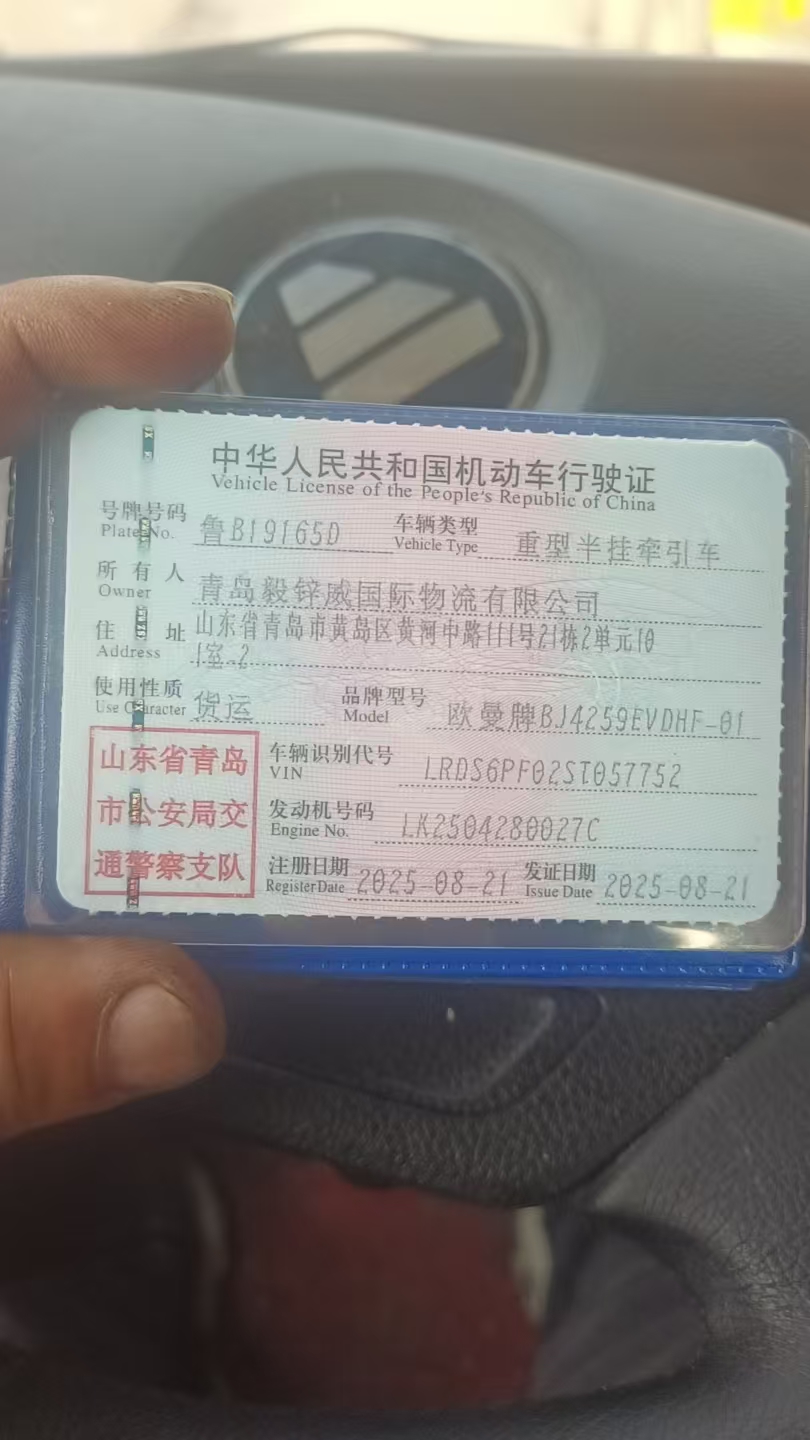 中华人民共和国机动车行驶证
Vehicle License of the People's Republic of China
号牌号码 鲁B19165D 车辆类型 重型半挂牵引车
Plate No. Vehicle Type
所有人 青岛毅锌威国际物流有限公司
Owner
住址 山东省青岛市黄岛区黄河中路111号21栋2单元10
Address 1室-2
使用性质 货运 品牌型号 欧曼牌BJ4259EVDHF-01
Use Character Model
山东省青岛
市公安局交
通警察支队
车辆识别代号 LRDS6PF02ST057752
VIN
发动机号码 LK2504280027C
Engine No.
注册日期 2025-08-21 发证日期 2025-08-21
Register Date Issue Date